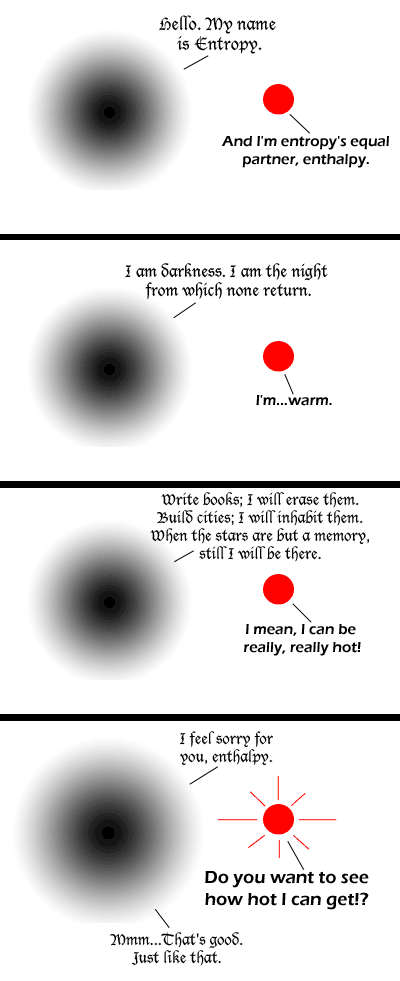 Hello. My name
is Entropy.
And I'm entropy's equal
partner, enthalpy.
I am darkness. I am the night
from which none return.
I'm...warm.
Write books; I will erase them.
Build cities; I will inhabit them.
When the stars are but a memory,
still I will be there.
I mean, I can be
really, really hot!
I feel sorry for
you, enthalpy.
Do you want to see
how hot I can get!?
Mmm...That's good.
Just like that.